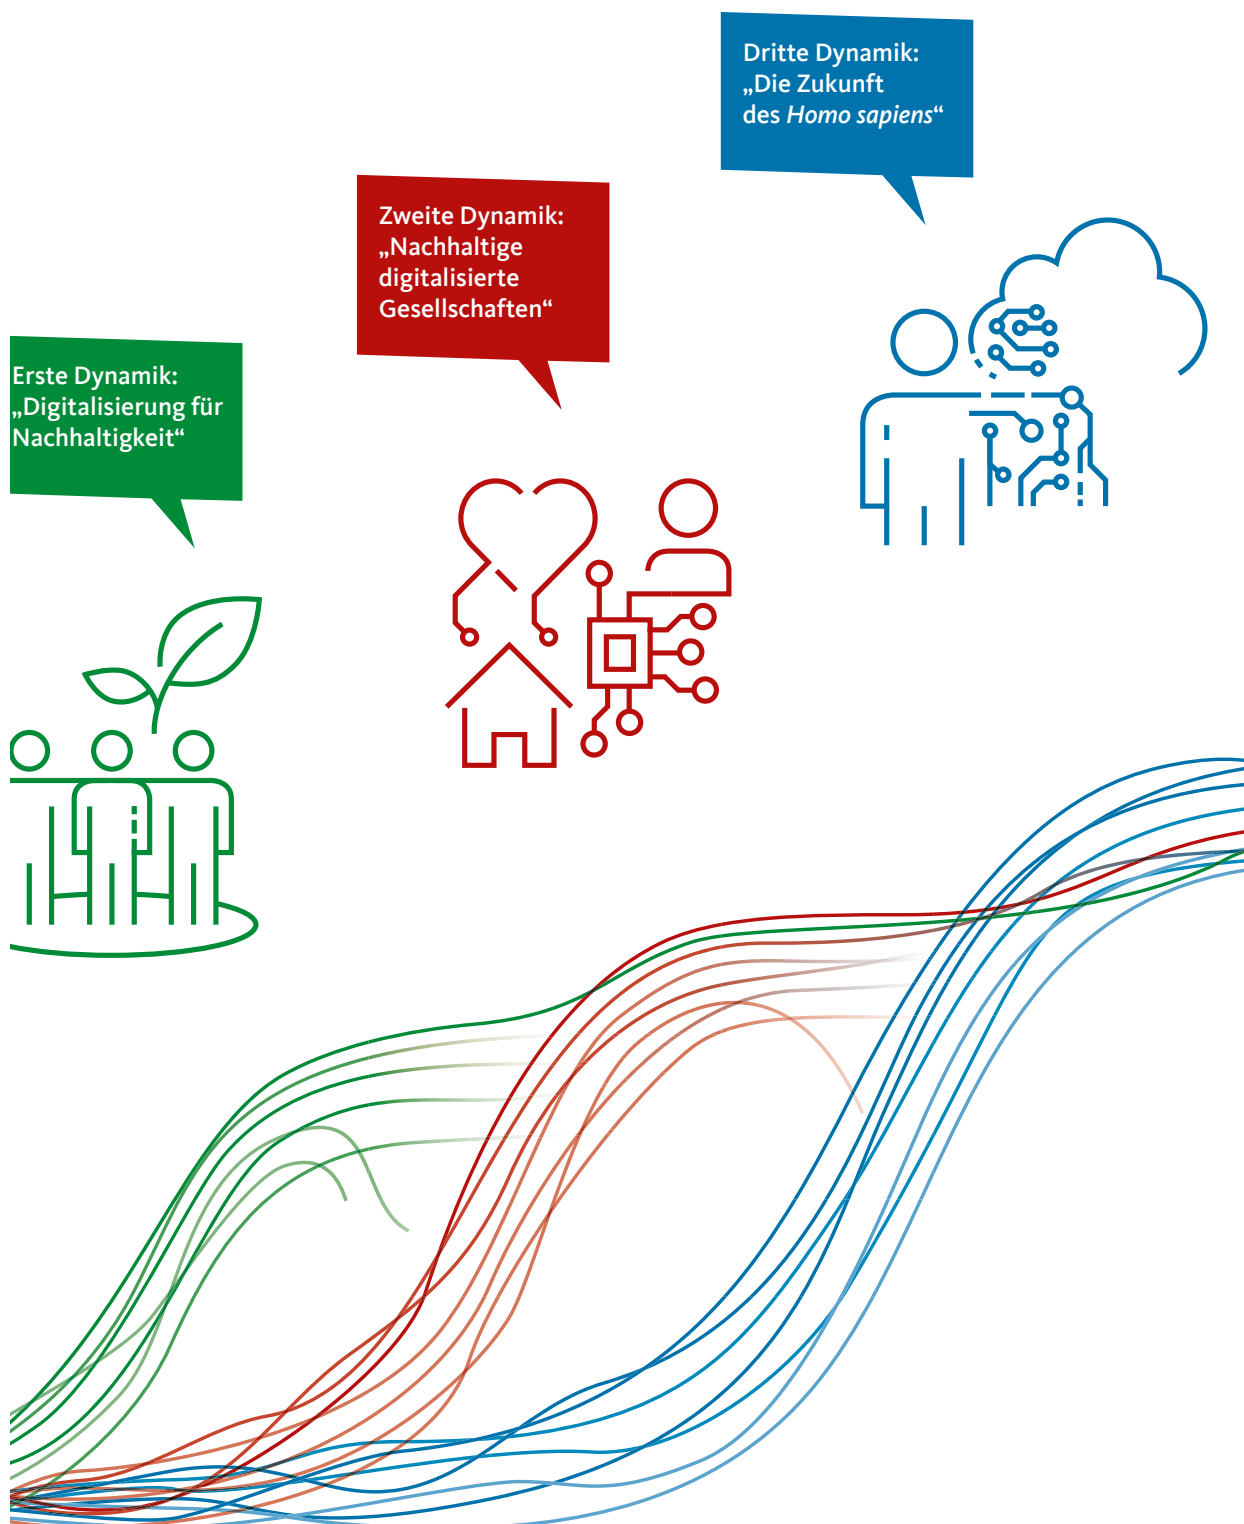 Dritte Dynamik:
„Die Zukunft
des Homo sapiens“
Zweite Dynamik:
„Nachhaltige
digitalisierte
Gesellschaften“
Erste Dynamik:
„Digitalisierung für
Nachhaltigkeit“